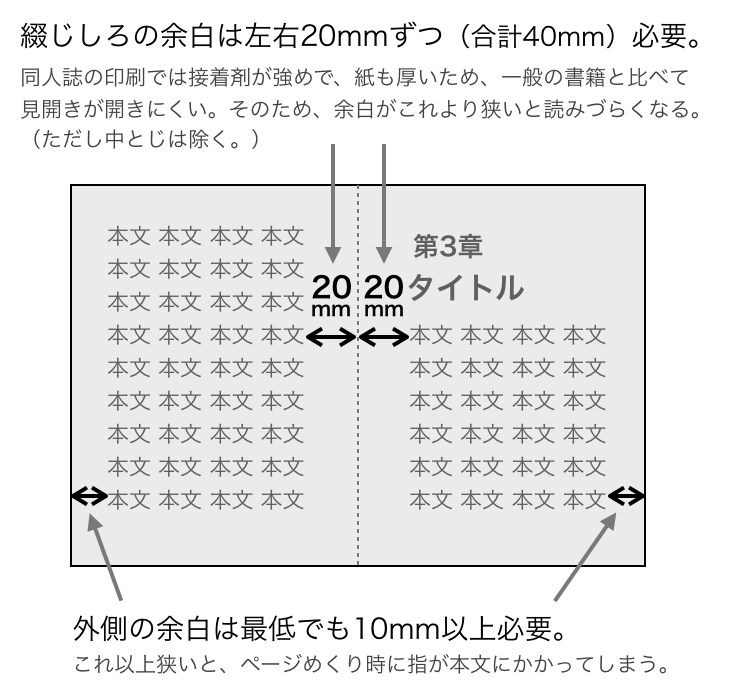 綴じしろの余白は左右20mmずつ（合計40mm）必要。
同人誌の印刷では接着剤が強めで、紙も厚いため、一般の書籍と比べて
見開きが開きにくい。そのため、余白がこれより狭いと読みづらくなる。
（ただし中とじは除く。）
本文 本文 本文 本文
本文 本文 本文 本文
本文 本文 本文 本文
本文 本文 本文 本文
本文 本文 本文 本文
本文 本文 本文 本文
本文 本文 本文 本文
本文 本文 本文 本文
本文 本文 本文 本文
20
mm
20
mm
第3章
タイトル
本文 本文 本文 本文
本文 本文 本文 本文
本文 本文 本文 本文
本文 本文 本文 本文
本文 本文 本文 本文
本文 本文 本文 本文
外側の余白は最低でも10mm以上必要。
これ以上狭いと、ページめくり時に指が本文にかかってしまう。